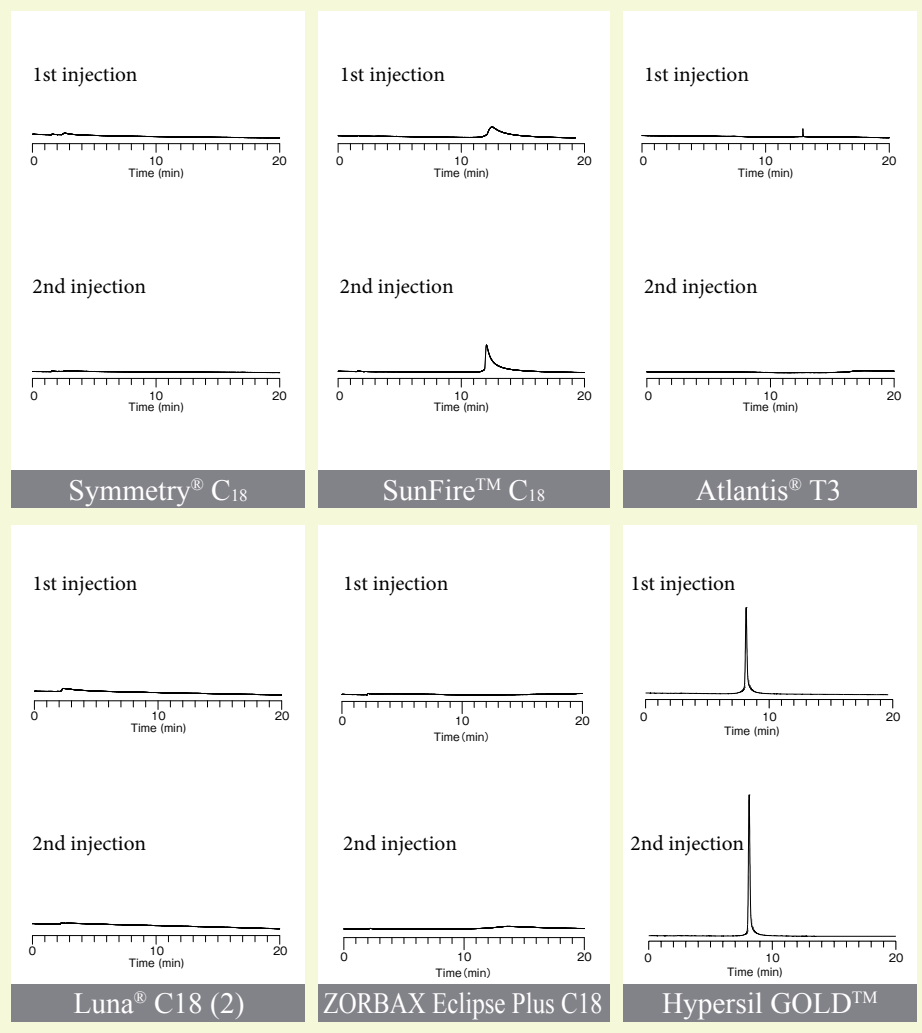 1st injection
0 10 20
Time (min)
2nd injection
0 10 20
Time (min)
Symmetry® C18
1st injection
0 10 20
Time (min)
2nd injection
0 10 20
Time (min)
SunFire™ C18
1st injection
0 10 20
Time (min)
2nd injection
0 10 20
Time (min)
Atlantis® T3
1st injection
0 10 20
Time (min)
2nd injection
0 10 20
Time (min)
Luna® C18 (2)
1st injection
0 10 20
Time(min)
2nd injection
0 10 20
Time(min)
ZORBAX Eclipse Plus C18
1st injection
0 10 20
Time (min)
2nd injection
0 10 20
Time (min)
Hypersil GOLD™